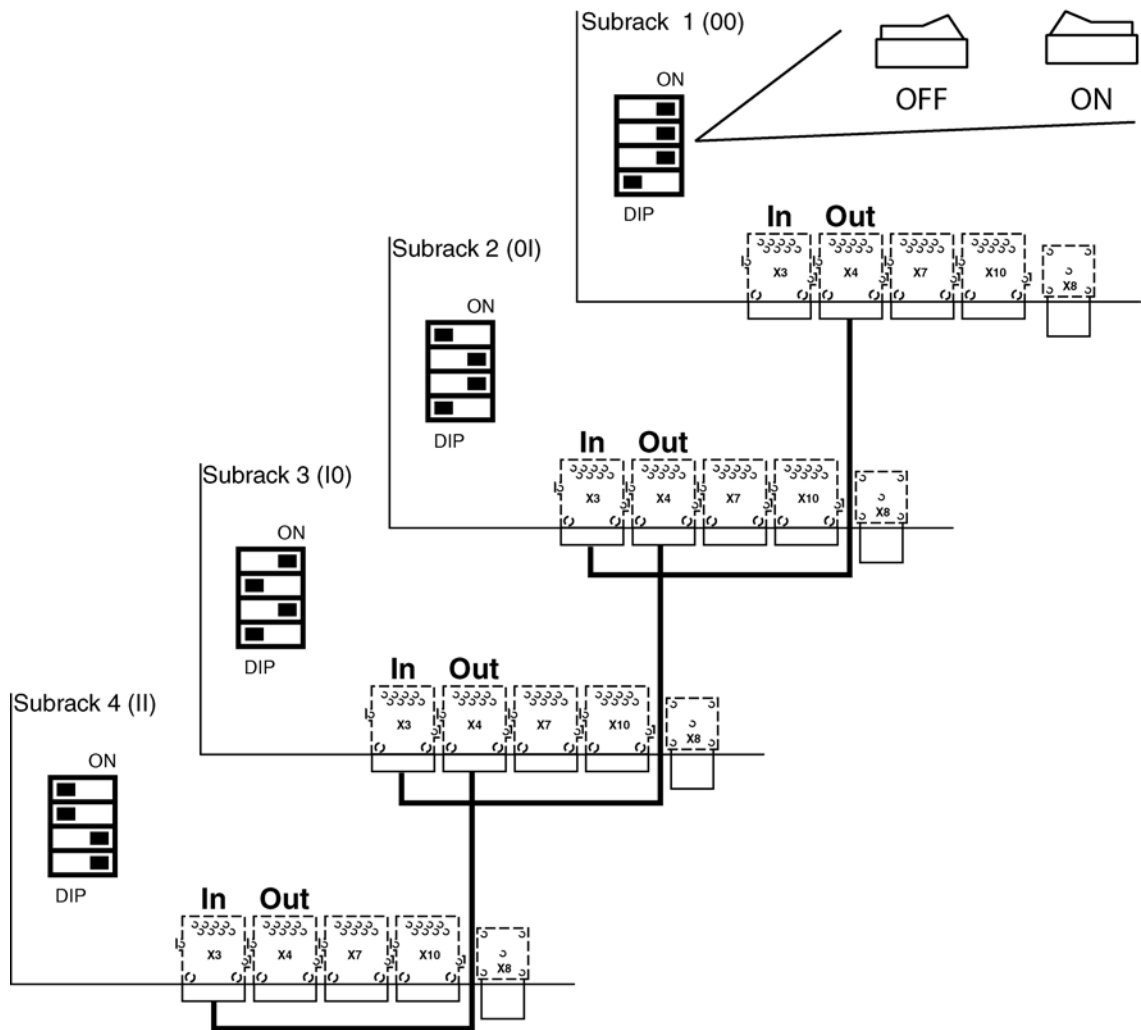 Subrack 1 (00)
OFF
ON
ON
DIP
In
Out
X3
X4
X7
X10
X8
Subrack 2 (0I)
ON
DIP
In
Out
X3
X4
X7
X10
X8
Subrack 3 (I0)
ON
DIP
In
Out
X3
X4
X7
X10
X8
Subrack 4 (II)
ON
DIP
In
Out
X3
X4
X7
X10
X8